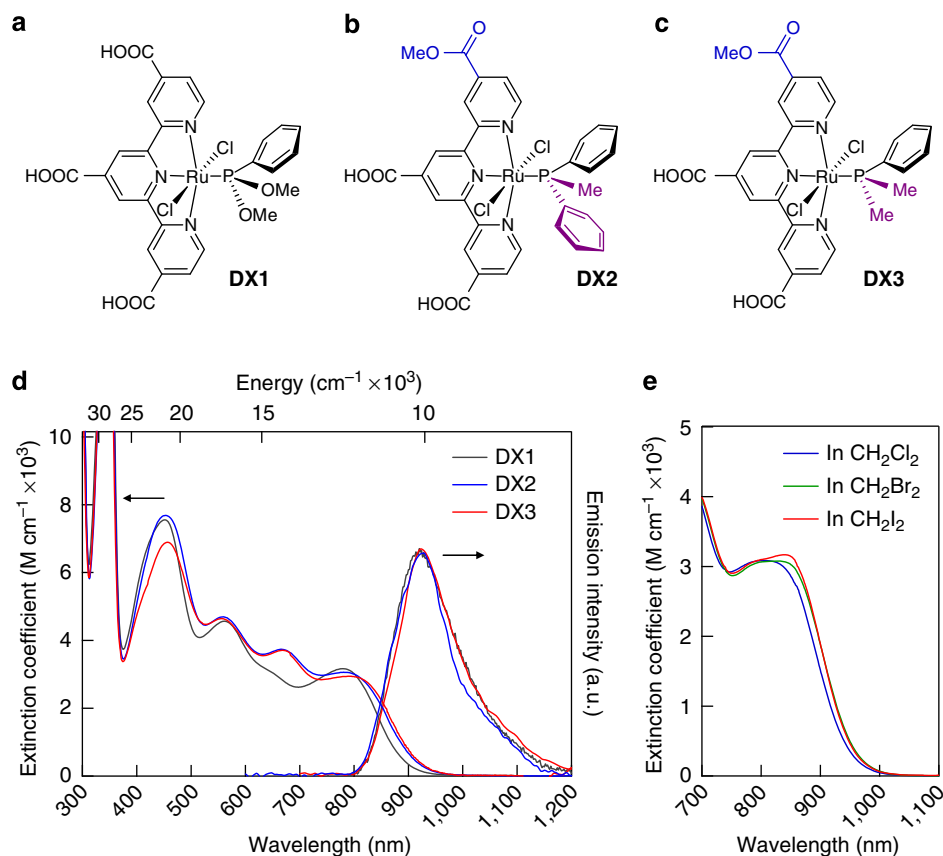 a
HOOC
N
Cl
HOOC
N
Ru
P
OMe
Cl
OMe
N
HOOC
DX1
b
O
MeO
N
Cl
HOOC
N
Ru
P
Me
Cl
N
HOOC
DX2
c
O
MeO
N
Cl
HOOC
N
Ru
P
Me
Cl
Me
N
HOOC
DX3
d
Energy (cm⁻¹ ×10³)
30 25 20 15 10
Extinction coefficient (M cm⁻¹ ×10³)
10
8
6
4
2
0
DX1
DX2
DX3
Emission intensity (a.u.)
300 400 500 600 700 800 900 1,000 1,100 1,200
Wavelength (nm)
e
Extinction coefficient (M cm⁻¹ ×10³)
5
4
3
2
1
0
In CH₂Cl₂
In CH₂Br₂
In CH₂I₂
700 800 900 1,000 1,100
Wavelength (nm)